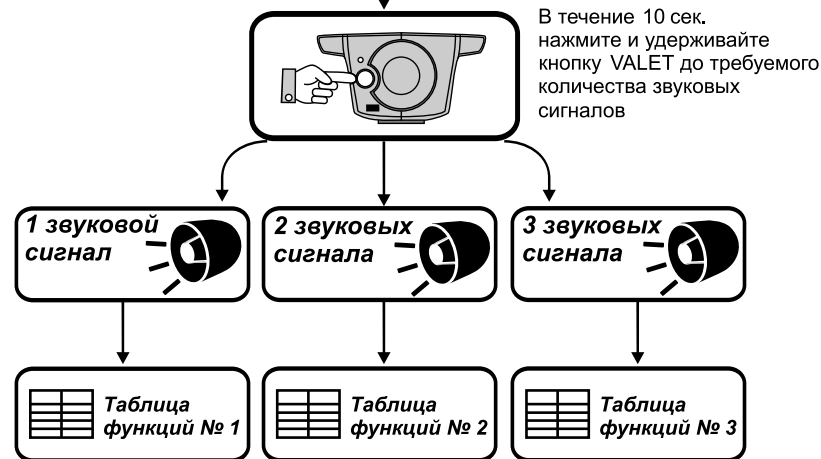 В течение 10 сек.
нажмите и удерживайте
кнопку VALET до требуемого
количества звуковых
сигналов
1 звуковой
сигнал
2 звуковых
сигнала
3 звуковых
сигнала
Таблица
функций № 1
Таблица
функций № 2
Таблица
функций № 3